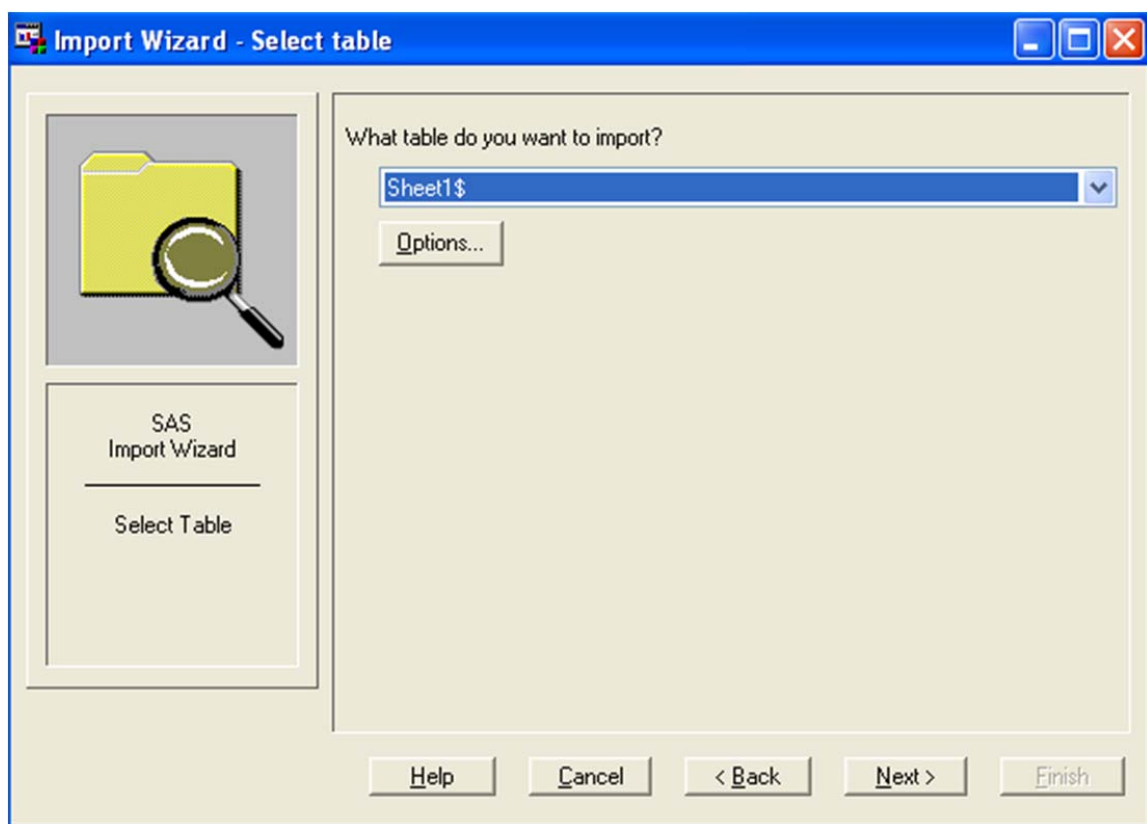 Import Wizard - Select table
What table do you want to import?
Sheet1$
Options...
SAS
Import Wizard
Select Table
Help Cancel < Back Next > Finish